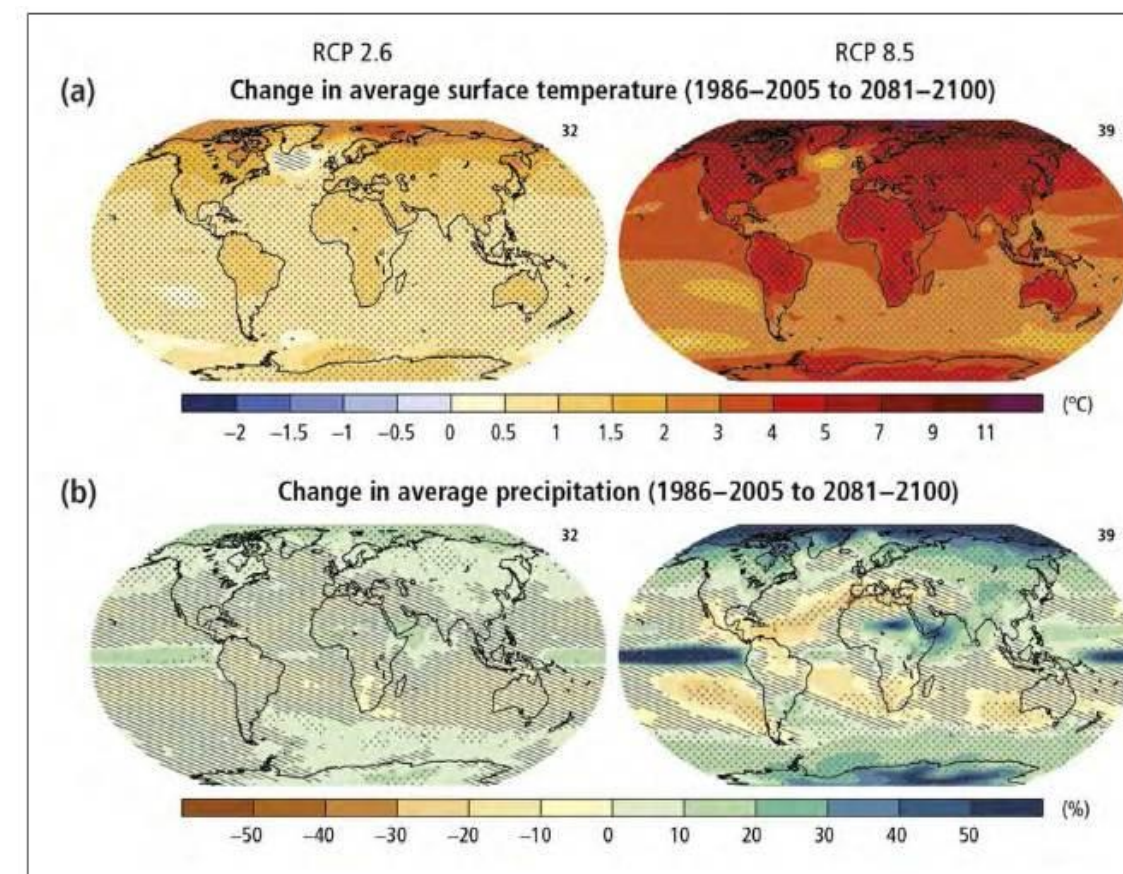 RCP 2.6 RCP 8.5
(a) Change in average surface temperature (1986–2005 to 2081–2100)
32 39
(°C)
−2 −1.5 −1 −0.5 0 0.5 1 1.5 2 3 4 5 7 9 11
(b) Change in average precipitation (1986–2005 to 2081–2100)
32 39
(%)
−50 −40 −30 −20 −10 0 10 20 30 40 50